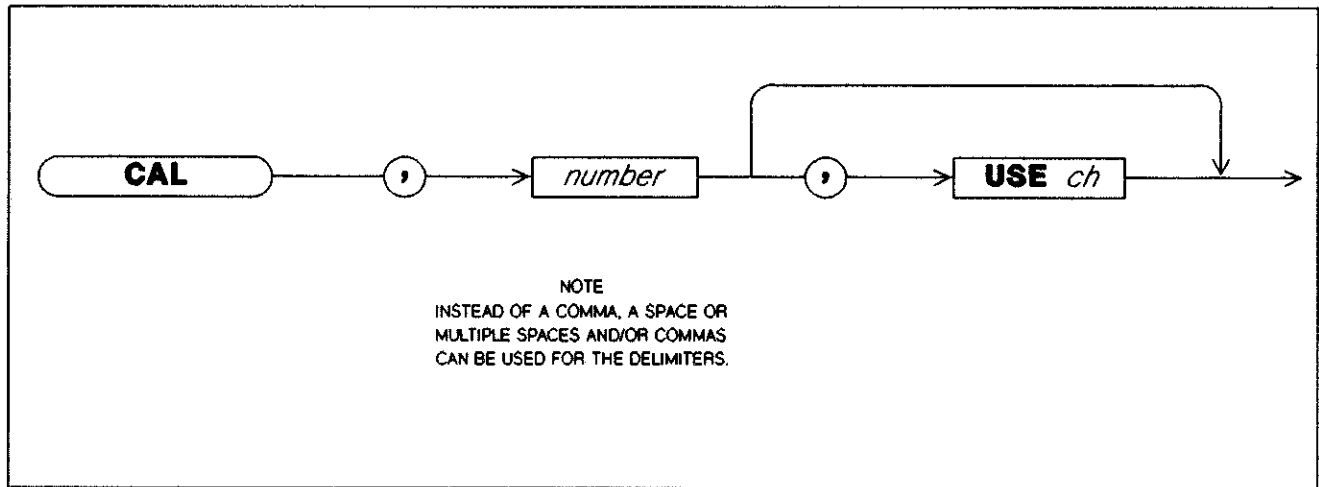 CAL , number , USE ch
NOTE
INSTEAD OF A COMMA, A SPACE OR
MULTIPLE SPACES AND/OR COMMAS
CAN BE USED FOR THE DELIMITERS.